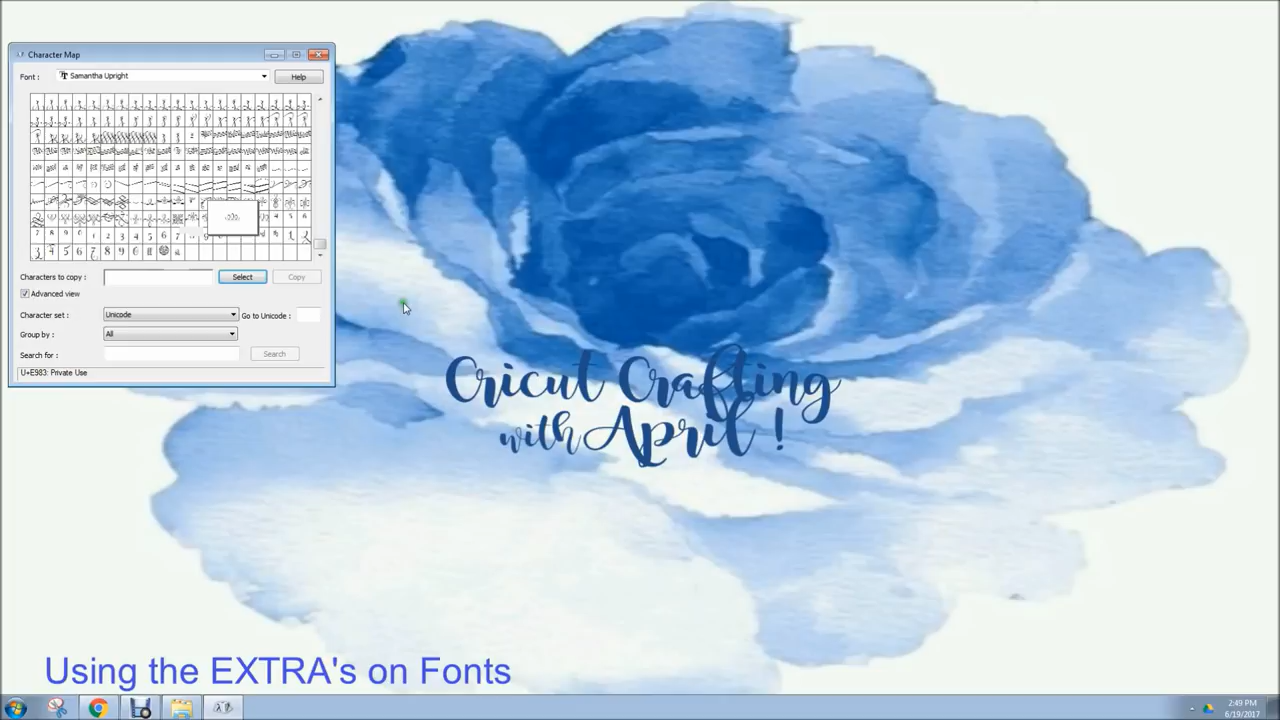 Character Map
Font : Samantha Upright Help
Characters to copy : Select Copy
Advanced view
Character set : Unicode Go to Unicode :
Group by : All
Search for : Search
U+E983: Private Use
Cricut Crafting
with April !
Using the EXTRA's on Fonts
2:49 PM
6/19/2017